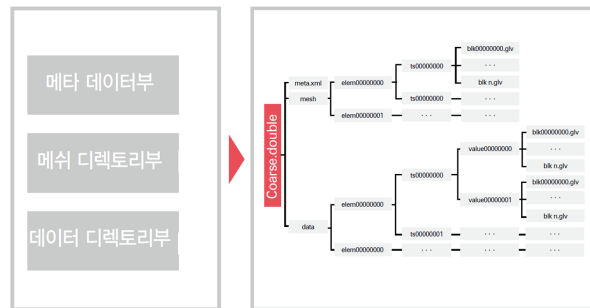 메타 데이터부
메쉬 디렉토리부
데이터 디렉토리부
Coarse.double
meta.xml
mesh
data
elem00000000
elem00000001
ts00000000
blk00000000.glv
· · ·
blk n.glv
ts00000000
· · ·
· · ·
· · ·
elem00000000
ts00000000
value00000000
blk00000000.glv
· · ·
blk n.glv
value00000001
blk00000000.glv
· · ·
blk n.glv
ts00000001
· · ·
· · ·
elem00000000
· · ·
· · ·
· · ·